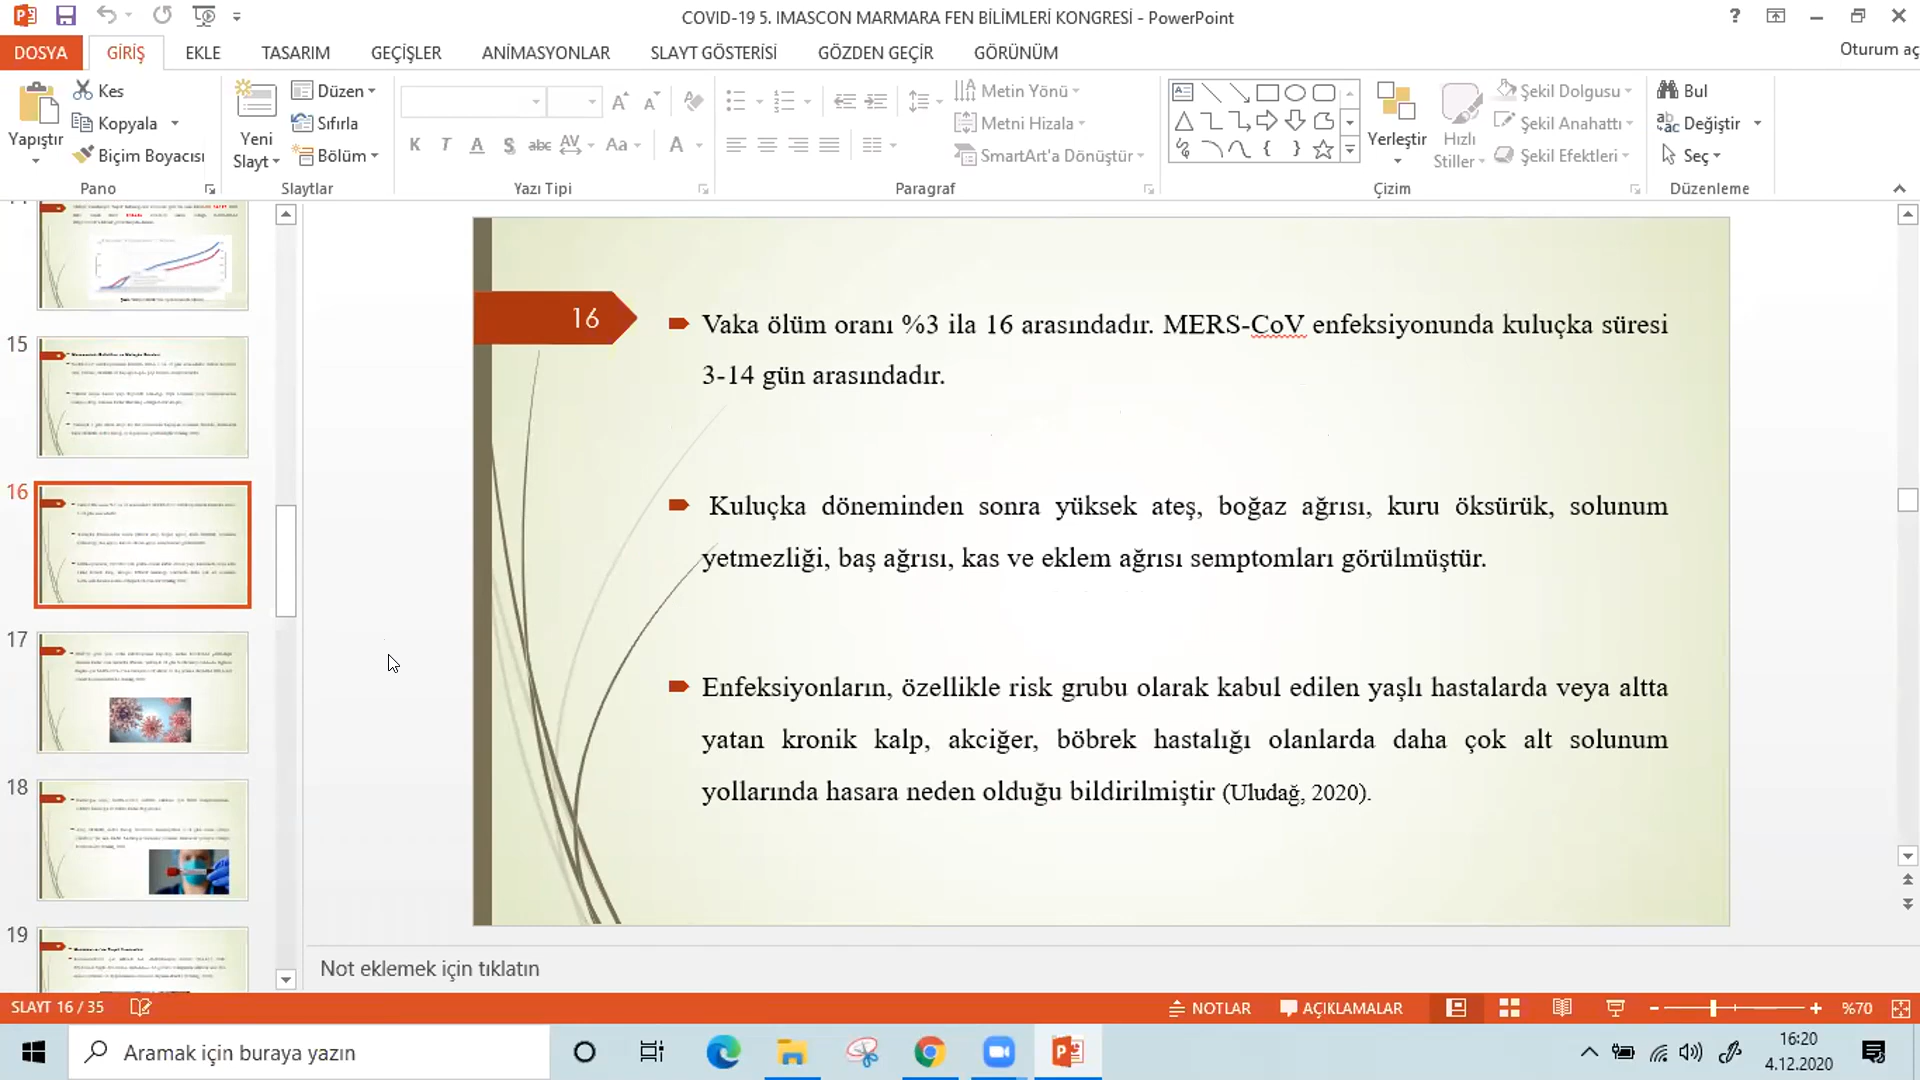 COVID-19 5. IMASCON MARMARA FEN BİLİMLERİ KONGRESİ - PowerPoint
?
DOSYA GİRİŞ EKLE TASARIM GEÇİŞLER ANİMASYONLAR SLAYT GÖSTERİSİ GÖZDEN GEÇİR GÖRÜNÜM Oturum aç
Yapıştır
Kes
Kopyala
Biçim Boyacısı
Pano
Yeni
Slayt
Düzen
Sıfırla
Bölüm
Slaytlar
K T A S abc AV Aa A
Yazı Tipi
Metin Yönü
Metni Hizala
SmartArt'a Dönüştür
Paragraf
Yerleştir
Hızlı
Stiller
Şekil Dolgusu
Şekil Anahattı
Şekil Efektleri
Çizim
Bul
Değiştir
Seç
Düzenleme
15
16
17
18
19
16
Vaka ölüm oranı %3 ila 16 arasındadır. MERS-CoV enfeksiyonunda kuluçka süresi
3-14 gün arasındadır.
Kuluçka döneminden sonra yüksek ateş, boğaz ağrısı, kuru öksürük, solunum
yetmezliği, baş ağrısı, kas ve eklem ağrısı semptomları görülmüştür.
Enfeksiyonların, özellikle risk grubu olarak kabul edilen yaşlı hastalarda veya altta
yatan kronik kalp, akciğer, böbrek hastalığı olanlarda daha çok alt solunum
yollarında hasara neden olduğu bildirilmiştir (Uludağ, 2020).
Not eklemek için tıklatın
SLAYT 16 / 35
NOTLAR
AÇIKLAMALAR
%70
Aramak için buraya yazın
16:20
4.12.2020